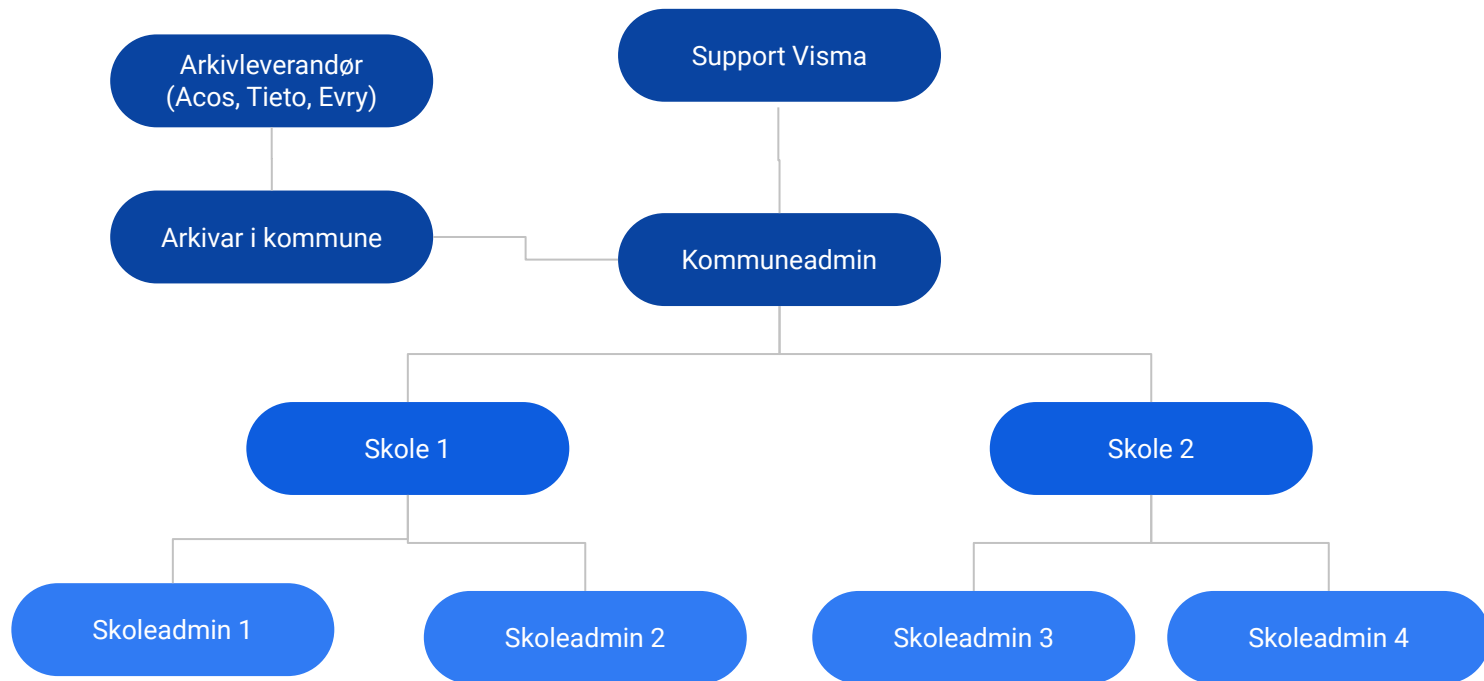 Arkivleverandør
(Acos, Tieto, Evry)
Support Visma
Arkivar i kommune
Kommuneadmin
Skole 1
Skole 2
Skoleadmin 1
Skoleadmin 2
Skoleadmin 3
Skoleadmin 4